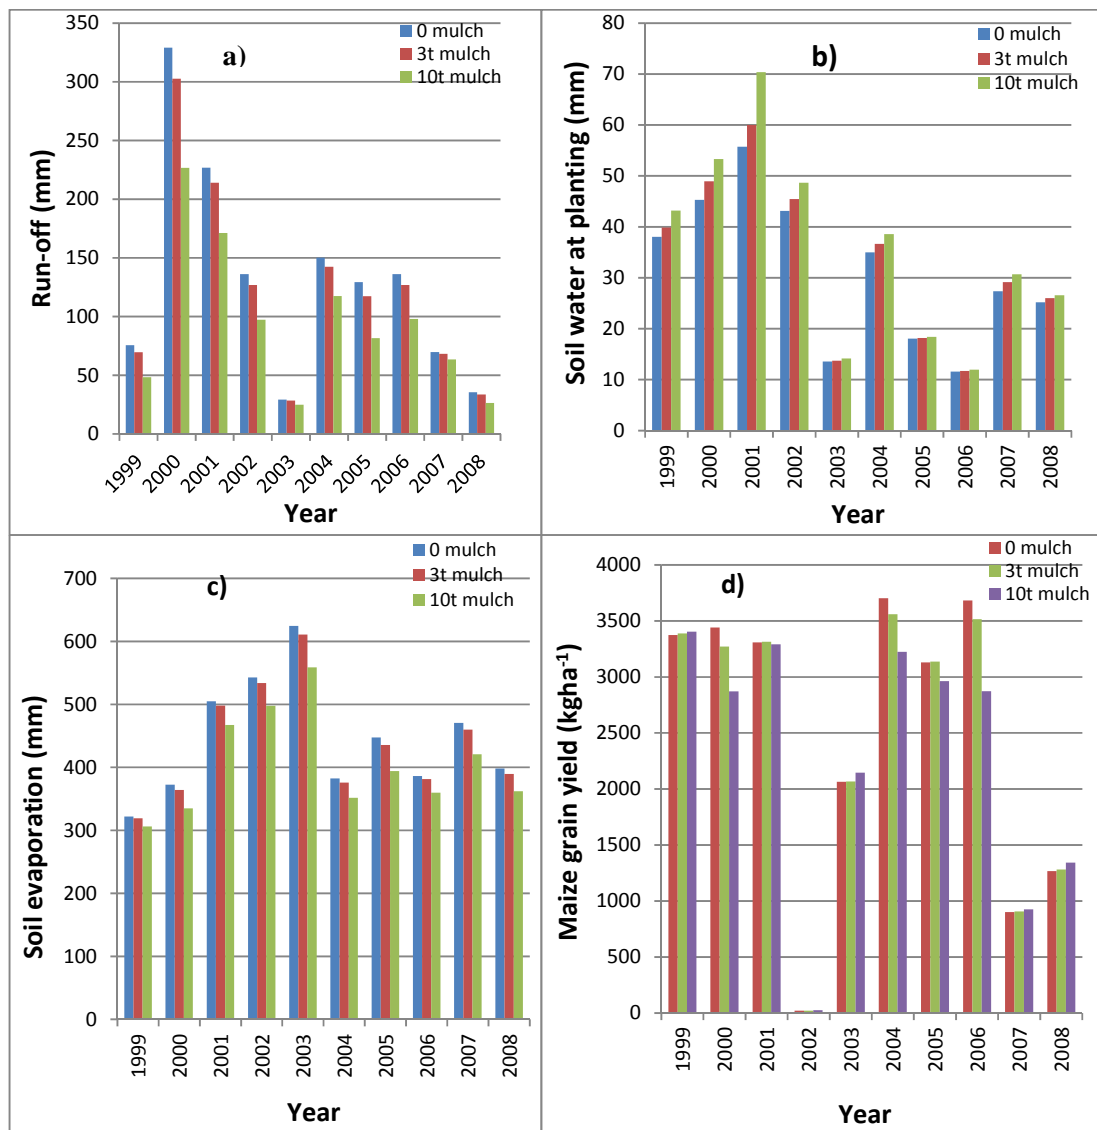 a)
0 mulch
3t mulch
10t mulch
Run-off (mm)
350
300
250
200
150
100
50
0
1999 2000 2001 2002 2003 2004 2005 2006 2007 2008
Year
b)
0 mulch
3t mulch
10t mulch
Soil water at planting (mm)
80
70
60
50
40
30
20
10
0
1999 2000 2001 2002 2003 2004 2005 2006 2007 2008
Year
c)
0 mulch
3t mulch
10t mulch
Soil evaporation (mm)
700
600
500
400
300
200
100
0
1999 2000 2001 2002 2003 2004 2005 2006 2007 2008
Year
d)
0 mulch
3t mulch
10t mulch
Maize grain yield (kgha⁻¹)
4000
3500
3000
2500
2000
1500
1000
500
0
1999 2000 2001 2002 2003 2004 2005 2006 2007 2008
Year